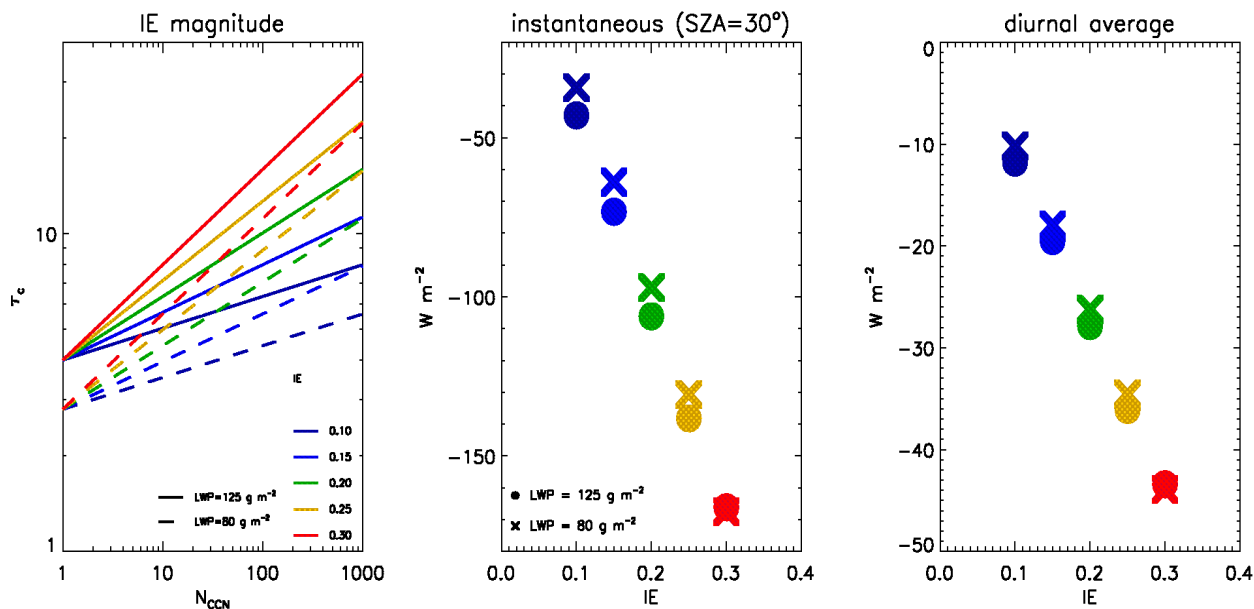 IE magnitude
10
1
τc
1
10
100
1000
N_CCN
IE
0.10
0.15
0.20
0.25
0.30
LWP=125 g m⁻²
LWP=80 g m⁻²
instantaneous (SZA=30°)
−50
−100
−150
W m⁻²
0.0
0.1
0.2
0.3
0.4
IE
LWP = 125 g m⁻²
LWP = 80 g m⁻²
diurnal average
0
−10
−20
−30
−40
−50
W m⁻²
0.0
0.1
0.2
0.3
0.4
IE